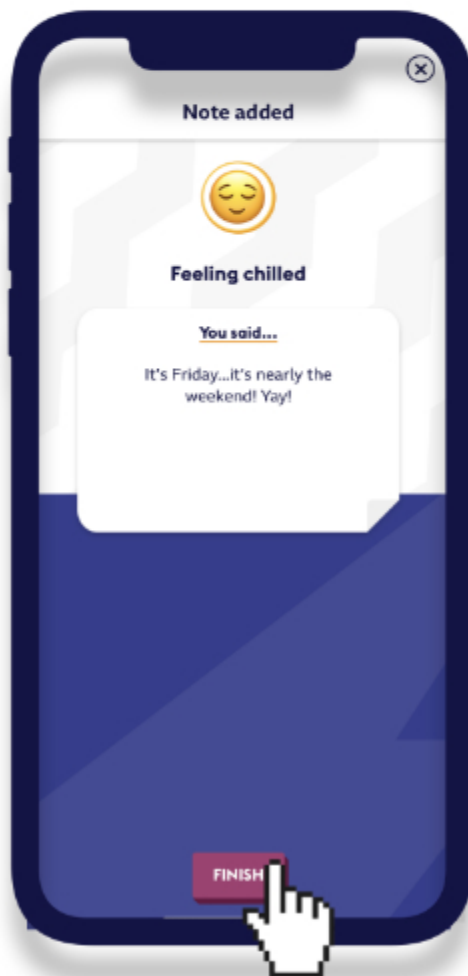 Note added
Feeling chilled
You said...
It's Friday...it's nearly the
weekend! Yay!
FINISH